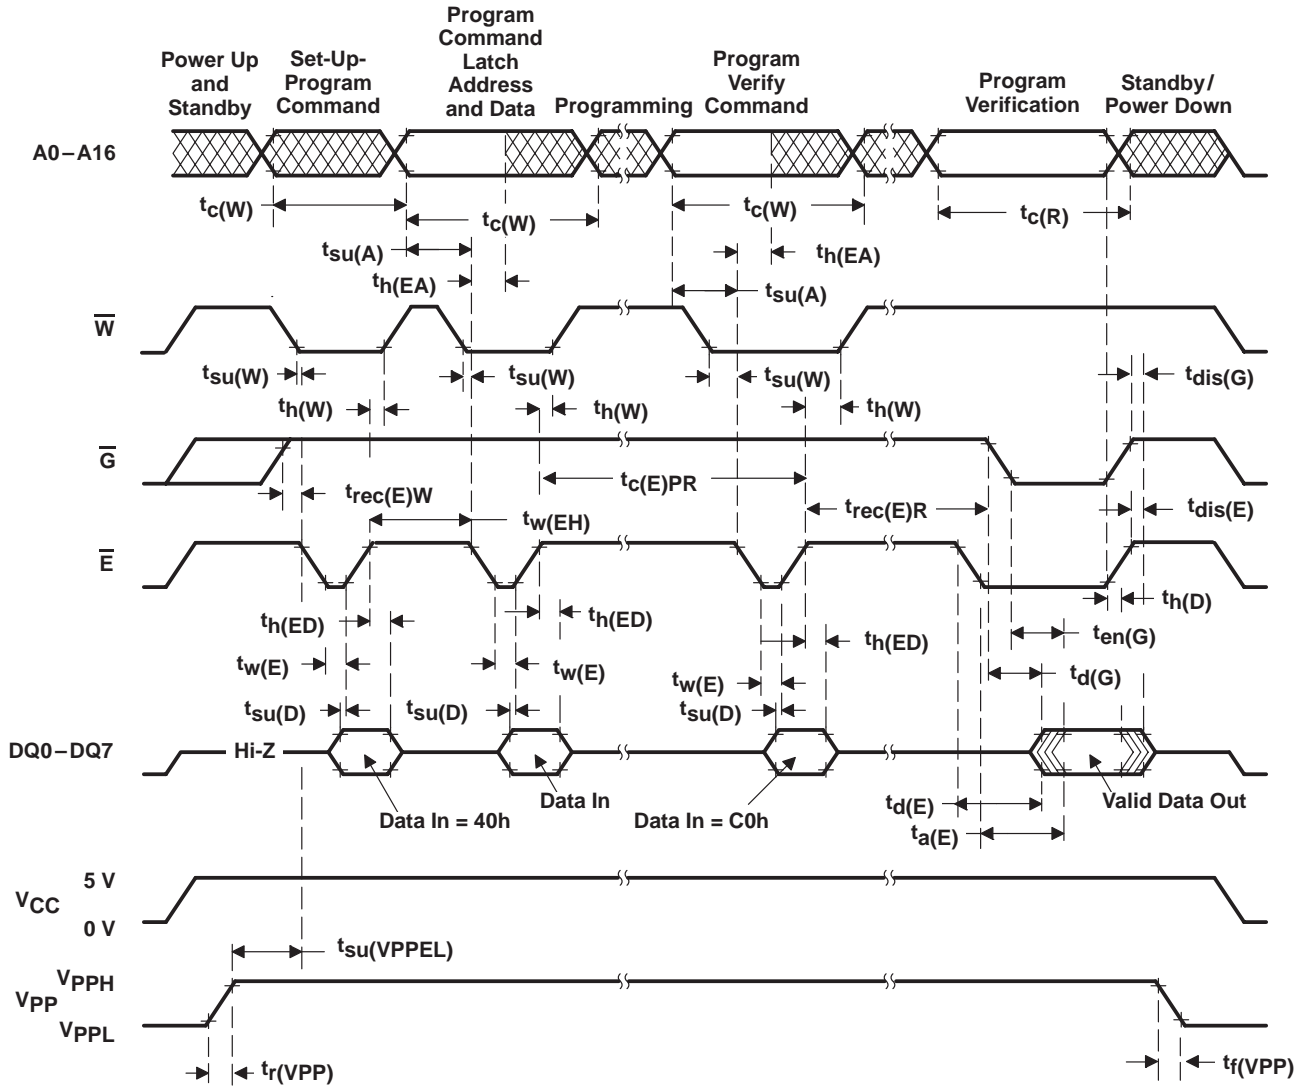 Power Up
and
Standby
Set-Up-
Program
Command
Program
Command
Latch
Address
and Data
Programming
Program
Verify
Command
Program
Verification
Standby/
Power Down
A0–A16
tc(W)
tc(W)
tc(W)
tc(R)
tsu(A)
th(EA)
th(EA)
tsu(A)
W
tsu(W)
tsu(W)
tsu(W)
tdis(G)
th(W)
th(W)
th(W)
G
tc(E)PR
trec(E)W
trec(E)R
tdis(E)
tw(EH)
E
th(D)
th(ED)
th(ED)
th(ED)
ten(G)
tw(E)
tw(E)
tw(E)
td(G)
tsu(D)
tsu(D)
tsu(D)
DQ0–DQ7
Hi-Z
Data In = 40h
Data In
Data In = C0h
td(E)
Valid Data Out
ta(E)
5 V
VCC
0 V
tsu(VPPEL)
VPPH
VPP
VPPL
tr(VPP)
tf(VPP)